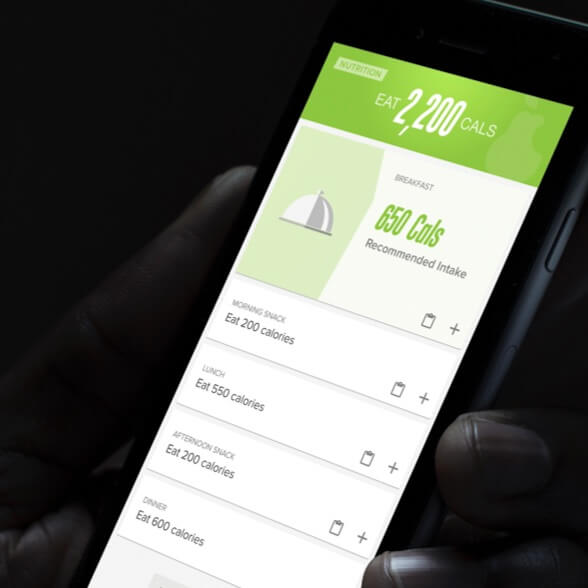 NUTRITION
EAT 2,200 CALS
BREAKFAST
650 Cals
Recommended Intake
MORNING SNACK
Eat 200 calories
LUNCH
Eat 550 calories
AFTERNOON SNACK
Eat 200 calories
DINNER
Eat 600 calories